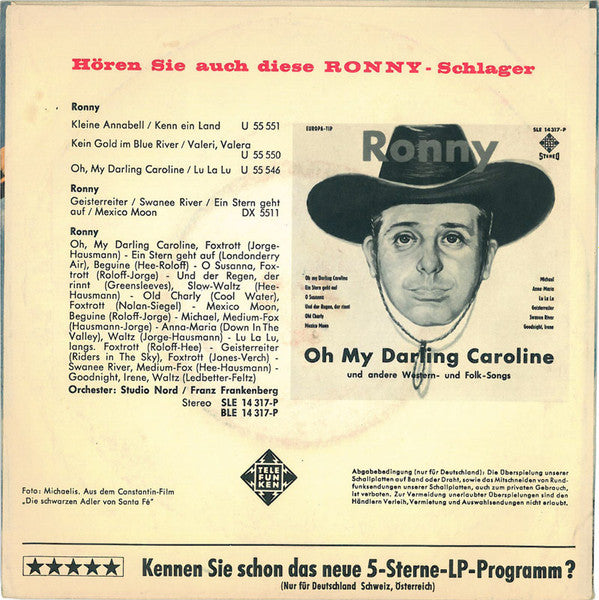 Hören Sie auch diese RONNY-Schlager
Ronny
Kleine Annabell / Kenn ein Land U 55 551
Kein Gold im Blue River / Valeri, Valera
U 55 550
Oh, My Darling Caroline / Lu La Lu U 55 546
Ronny
Geisterreiter / Swanee River / Ein Stern geht
auf / Mexico Moon DX 5511
Ronny
Oh, My Darling Caroline, Foxtrott (Jorge-
Hausmann) - Ein Stern geht auf (Londonderry
Air), Beguine (Hee-Roloff) - O Susanna, Fox-
trott (Roloff-Jorge) - Und der Regen, der
rinnt (Greensleeves), Slow-Waltz (Hee-
Hausmann) - Old Charly (Cool Water),
Foxtrott (Nolan-Siegel) - Mexico Moon,
Beguine (Roloff-Jorge) - Michael, Medium-Fox
(Hausmann-Jorge) - Anna-Maria (Down In The
Valley), Waltz (Jorge-Hausmann) - Lu La Lu,
langs. Foxtrott (Roloff-Hee) - Geisterreiter
(Riders in The Sky), Foxtrott (Jones-Verch) -
Swanee River, Medium-Fox (Hee-Hausmann) -
Goodnight, Irene, Waltz (Ledbetter-Feltz)
Orchester: Studio Nord / Franz Frankenberg
Stereo SLE 14 317-P
BLE 14 317-P
EUROPA-TIP
SLE 14 317-P
STEREO
Ronny
Oh my Darling Caroline
Ein Stern geht auf
O Susanna
Und der Regen, der rinnt
Old Charly
Mexico Moon
Michael
Anna-Maria
Lu La Lu
Geisterreiter
Swanee River
Goodnight, Irene
Oh My Darling Caroline
und andere Western- und Folk-Songs
TELE
FUN
KEN
Foto: Michaelis. Aus dem Constantin-Film
„Die schwarzen Adler von Santa Fé"
Abgabebedingung (nur für Deutschland): Die Überspielung unserer
Schallplatten auf Band oder Draht, sowie das Mitschneiden von Rund-
funksendungen unserer Schallplatten, auch zum privaten Gebrauch,
ist verboten. Zur Vermeidung unerlaubter Überspielungen sind den
Händlern Verleih, Vermietung und Auswahlsendungen nicht erlaubt.
Kennen Sie schon das neue 5-Sterne-LP-Programm?
(Nur für Deutschland Schweiz, Österreich)